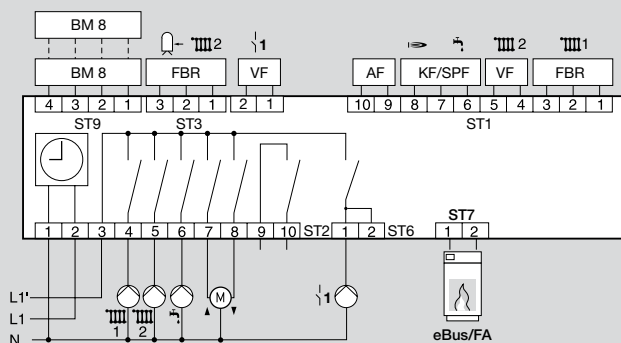 BM 8
2
1
2
1
BM 8
FBR
VF
AF
KF/SPF
VF
FBR
4 3 2 1
3 2 1
2 1
10 9 8 7 6 5 4 3 2 1
ST9
ST3
ST1
ST7
1 2 3 4 5 6 7 8 9 10
ST2
1 2
ST6
1 2
L1'
L1
N
1
2
M
1
eBus/FA